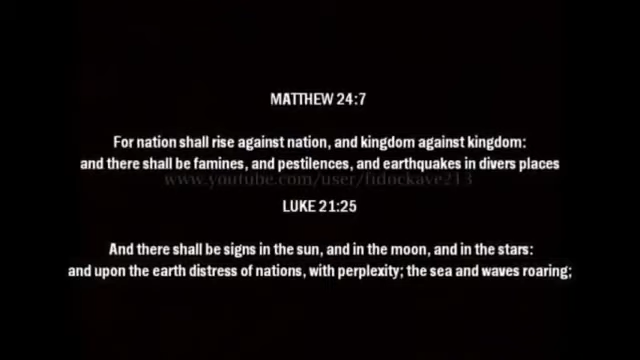 MATTHEW 24:7
For nation shall rise against nation, and kingdom against kingdom:
and there shall be famines, and pestilences, and earthquakes in divers places
www.youtube.com/user/fidockave213
LUKE 21:25
And there shall be signs in the sun, and in the moon, and in the stars:
and upon the earth distress of nations, with perplexity; the sea and waves roaring;